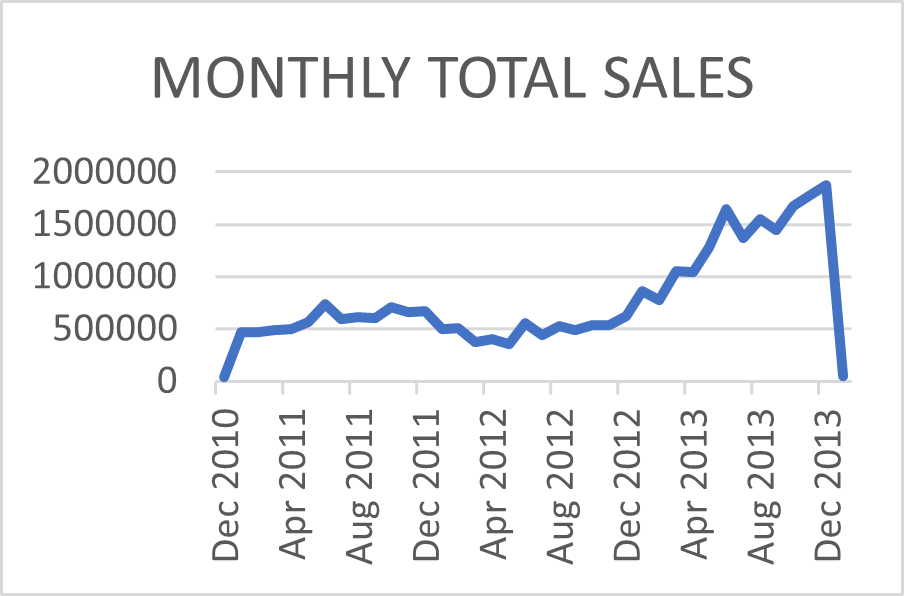 MONTHLY TOTAL SALES
2000000
1500000
1000000
500000
0
Dec 2010
Apr 2011
Aug 2011
Dec 2011
Apr 2012
Aug 2012
Dec 2012
Apr 2013
Aug 2013
Dec 2013